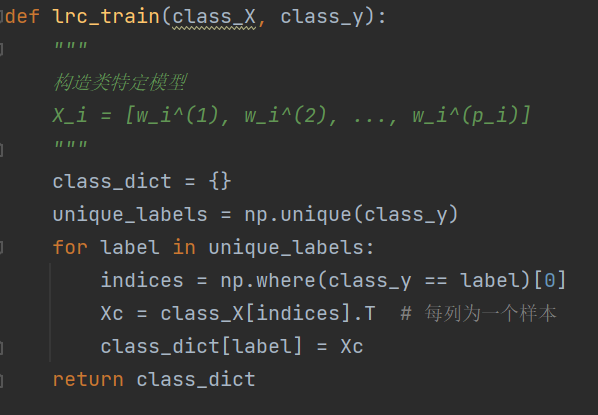 def lrc_train(class_X, class_y):
    """
    构造类特定模型
    X_i = [w_i^(1), w_i^(2), ..., w_i^(p_i)]
    """
    class_dict = {}
    unique_labels = np.unique(class_y)
    for label in unique_labels:
        indices = np.where(class_y == label)[0]
        Xc = class_X[indices].T  # 每列为一个样本
        class_dict[label] = Xc
    return class_dict